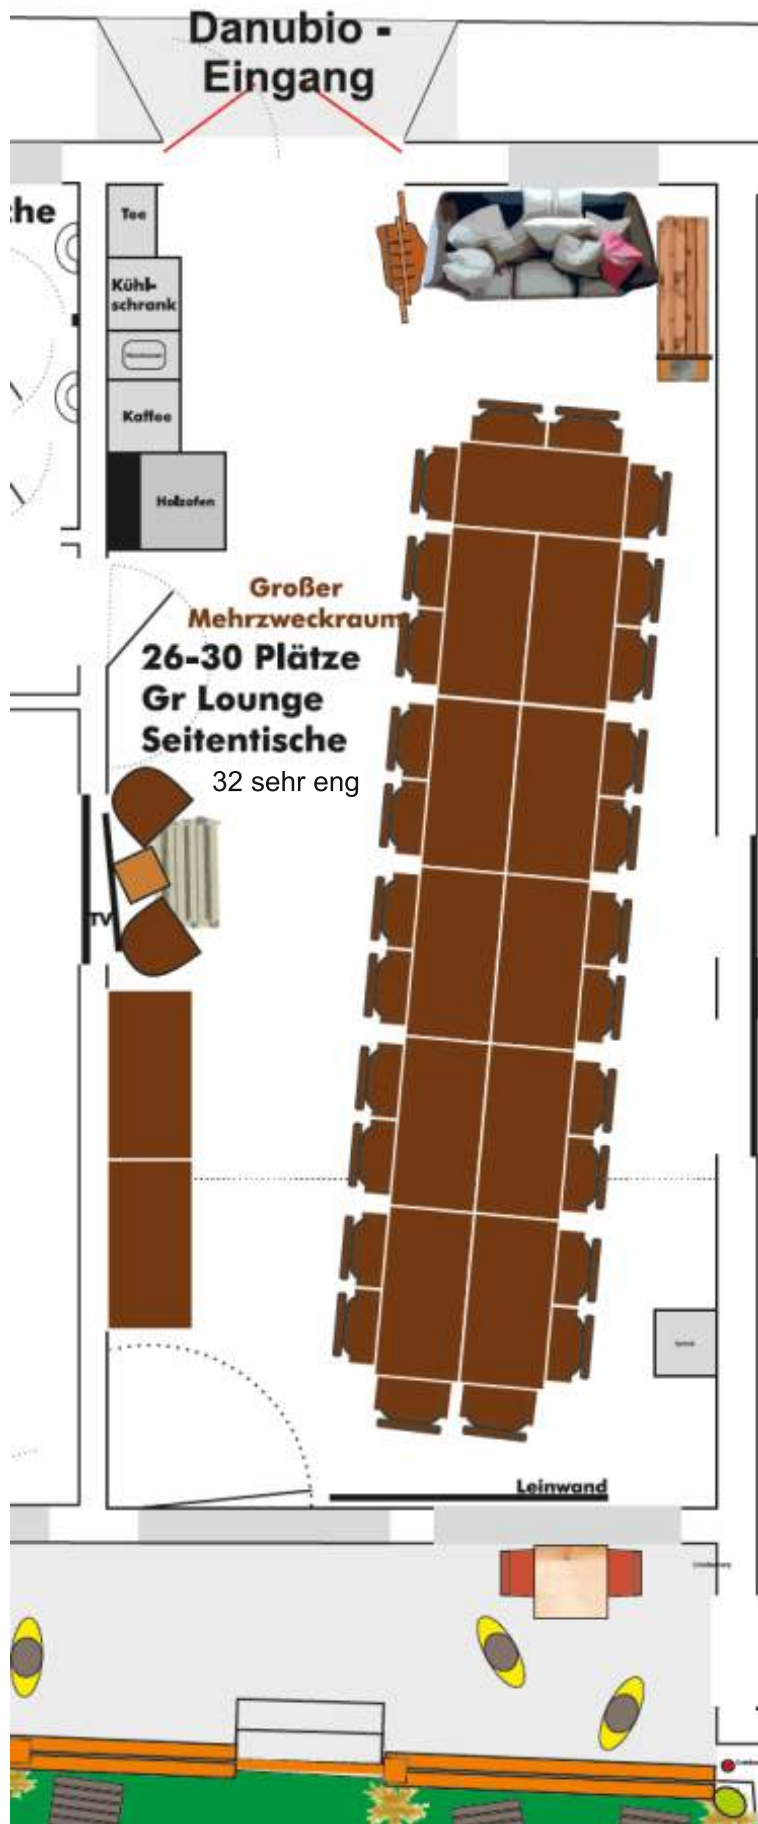 Danubio -
Eingang
che
Tee
Kühl-
schrank
Kaffee
Holzofen
Großer
Mehrzweckraum
26-30 Plätze
Gr Lounge
Seitentische
32 sehr eng
TV
Leinwand